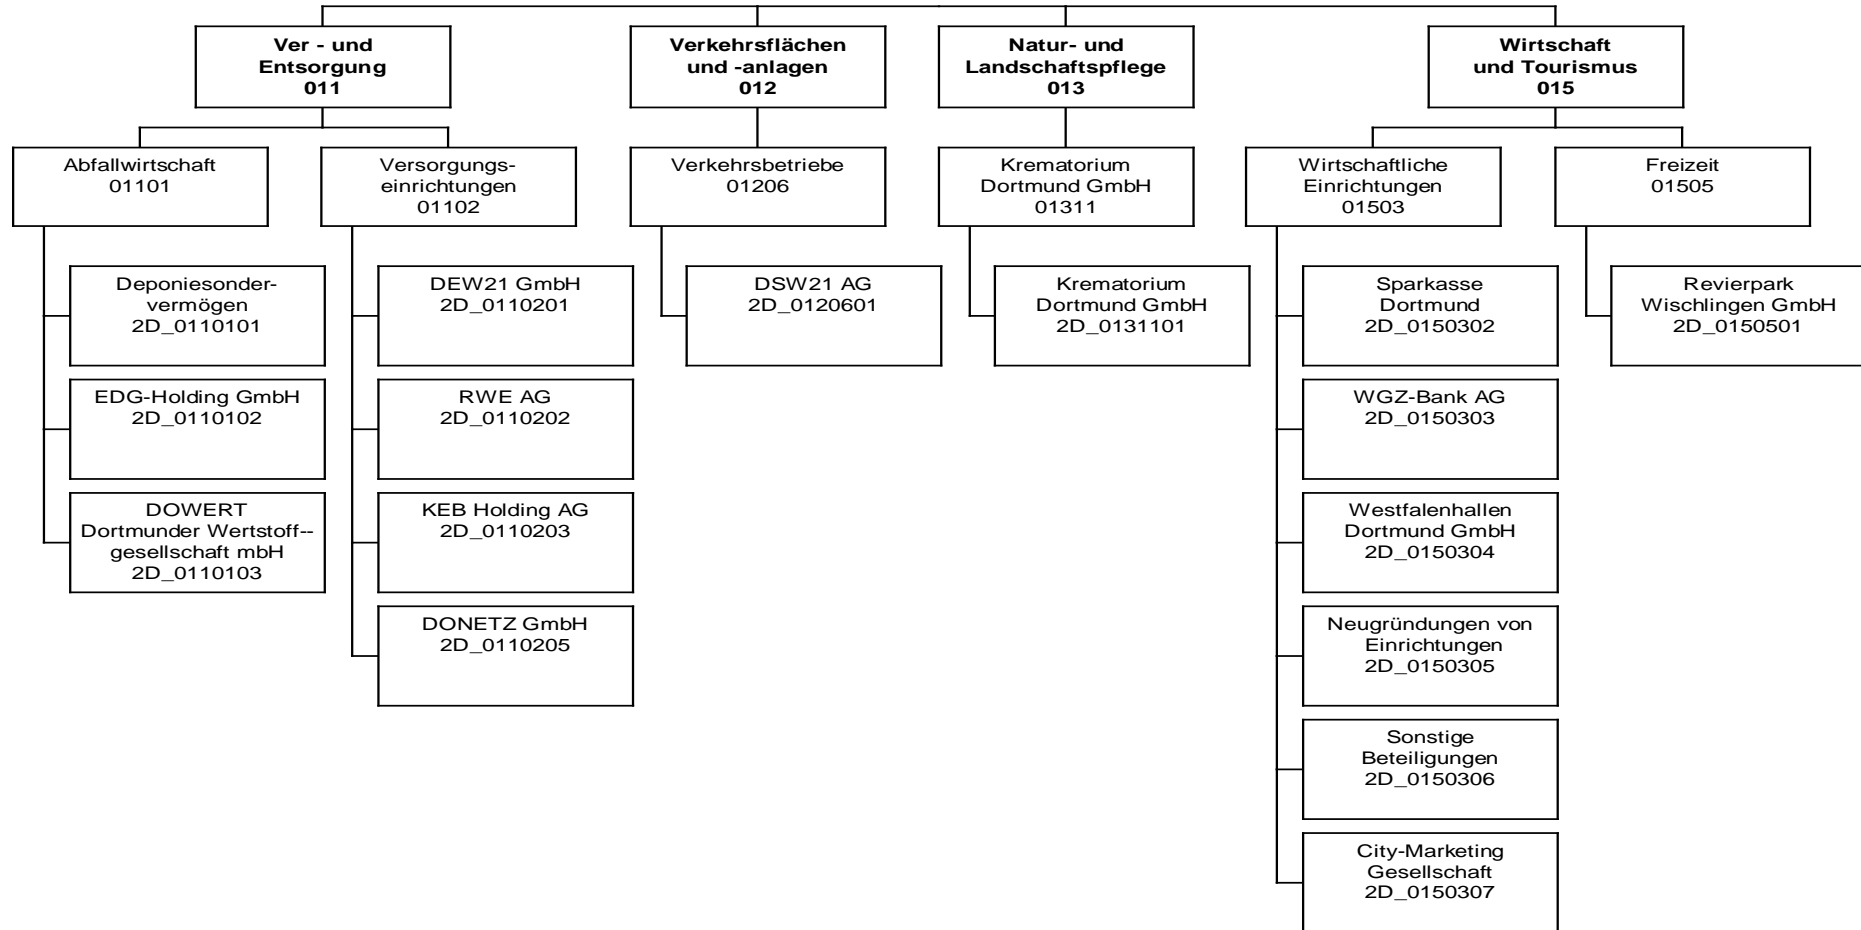 Ver - und
Entsorgung
011
Verkehrsflächen
und -anlagen
012
Natur- und
Landschaftspflege
013
Wirtschaft
und Tourismus
015
Abfallwirtschaft
01101
Versorgungs-
einrichtungen
01102
Verkehrsbetriebe
01206
Krematorium
Dortmund GmbH
01311
Wirtschaftliche
Einrichtungen
01503
Freizeit
01505
Deponiesonder-
vermögen
2D_0110101
EDG-Holding GmbH
2D_0110102
DOWERT
Dortmunder Wertstoff--
gesellschaft mbH
2D_0110103
DEW21 GmbH
2D_0110201
RWE AG
2D_0110202
KEB Holding AG
2D_0110203
DONETZ GmbH
2D_0110205
DSW21 AG
2D_0120601
Krematorium
Dortmund GmbH
2D_0131101
Sparkasse
Dortmund
2D_0150302
WGZ-Bank AG
2D_0150303
Westfalenhallen
Dortmund GmbH
2D_0150304
Neugründungen von
Einrichtungen
2D_0150305
Sonstige
Beteiligungen
2D_0150306
City-Marketing
Gesellschaft
2D_0150307
Revierpark
Wischlingen GmbH
2D_0150501